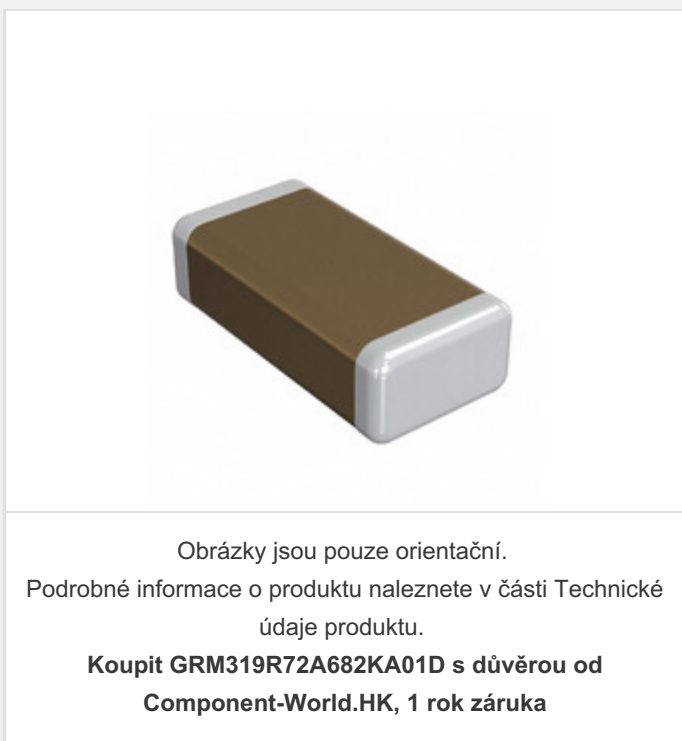 Obrázky jsou pouze orientační.
Podrobné informace o produktu naleznete v části Technické
údaje produktu.
Koupit GRM319R72A682KA01D s důvěrou od
Component-World.HK, 1 rok záruka